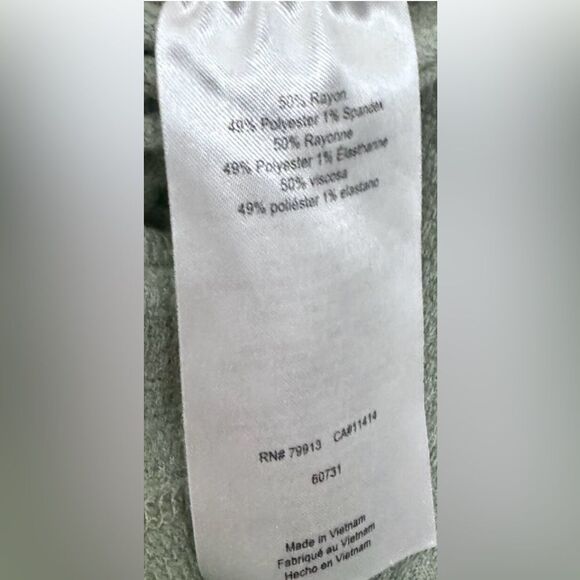 50% Rayon
49% Polyester 1% Spandex
50% Rayonne
49% Polyester 1% Elasthanne
50% viscosa
49% poliéster 1% elastano
RN# 79913 CA#11414
60731
Made in Vietnam
Fabriqué au Vietnam
Hecho en Vietnam